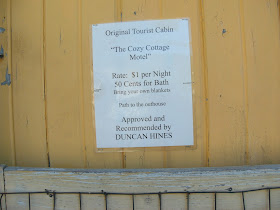 Original Tourist Cabin
"The Cozy Cottage
Motel"
Rate: $1 per Night
50 Cents for Bath
Bring your own blankets
Path to the outhouse
Approved and
Recommended by
DUNCAN HINES